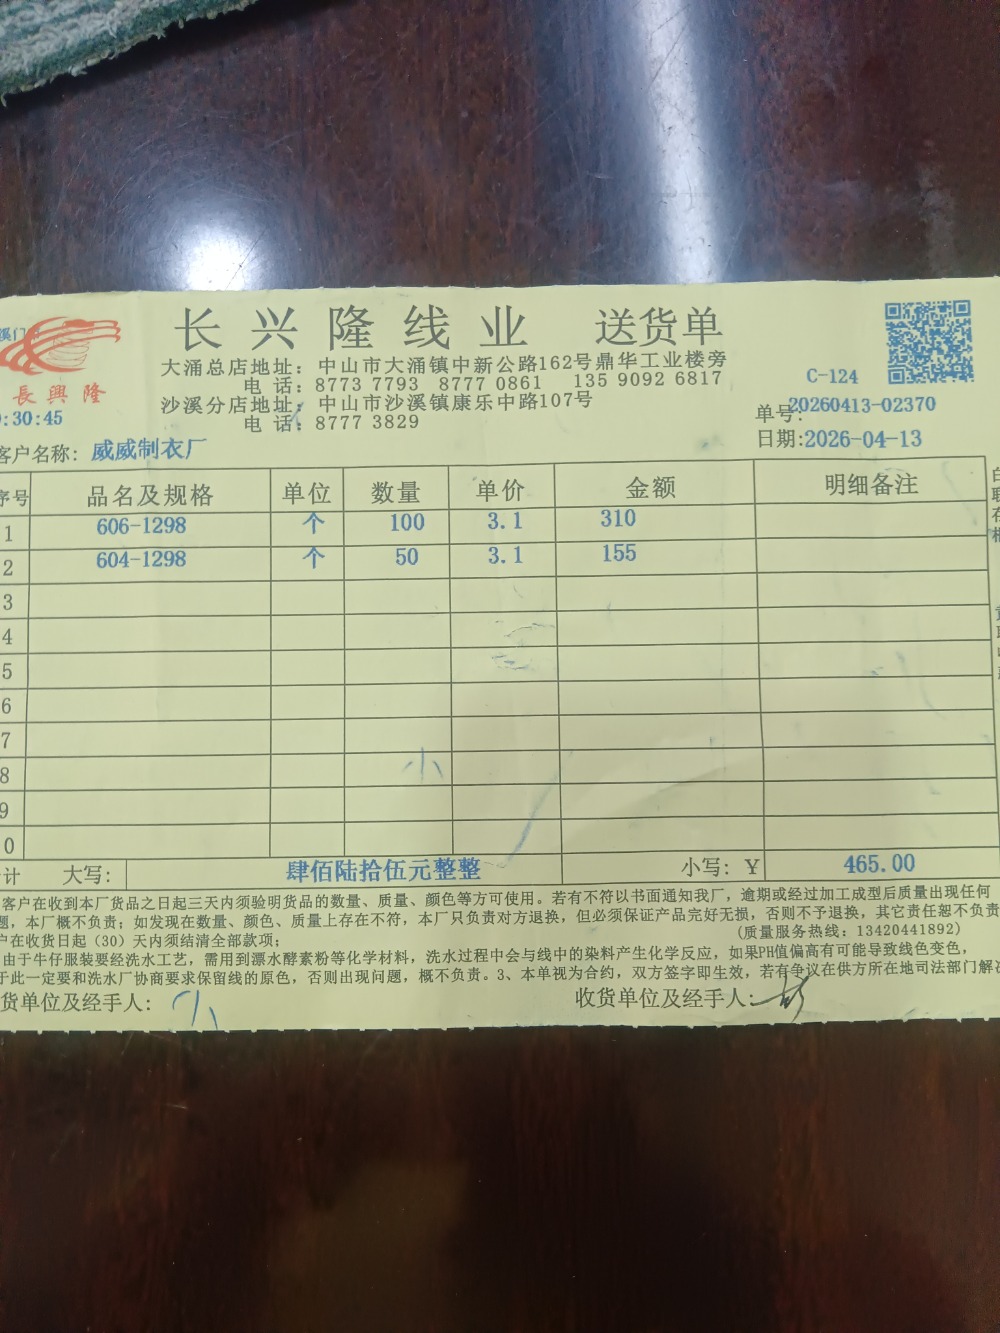 溪门
長興隆
:30:45
长兴隆线业 送货单
大涌总店地址：中山市大涌镇中新公路162号鼎华工业楼旁
电 话：8773 7793 8777 0861 135 9092 6817
沙溪分店地址：中山市沙溪镇康乐中路107号
电 话：8777 3829
C-124
单号:20260413-02370
日期:2026-04-13
客户名称: 威威制衣厂
序号 品名及规格 单位 数量 单价 金额 明细备注
1 606-1298 个 100 3.1 310
2 604-1298 个 50 3.1 155
3
4
5
6
7
8 小
9
0
计 大写: 肆佰陆拾伍元整整 小写: ¥ 465.00
客户在收到本厂货品之日起三天内须验明货品的数量、质量、颜色等方可使用。若有不符以书面通知我厂，逾期或经过加工成型后质量出现任何
题，本厂概不负责；如发现在数量、颜色、质量上存在不符，本厂只负责对方退换，但必须保证产品完好无损，否则不予退换，其它责任恕不负责
户在收货日起（30）天内须结清全部款项； (质量服务热线: 13420441892)
由于牛仔服装要经洗水工艺，需用到漂水酵素粉等化学材料，洗水过程中会与线中的染料产生化学反应，如果PH值偏高有可能导致线色变色，
于此一定要和洗水厂协商要求保留线的原色，否则出现问题，概不负责。3、本单视为合约，双方签字即生效，若有争议在供方所在地司法部门解决
货单位及经手人: 小 收货单位及经手人: